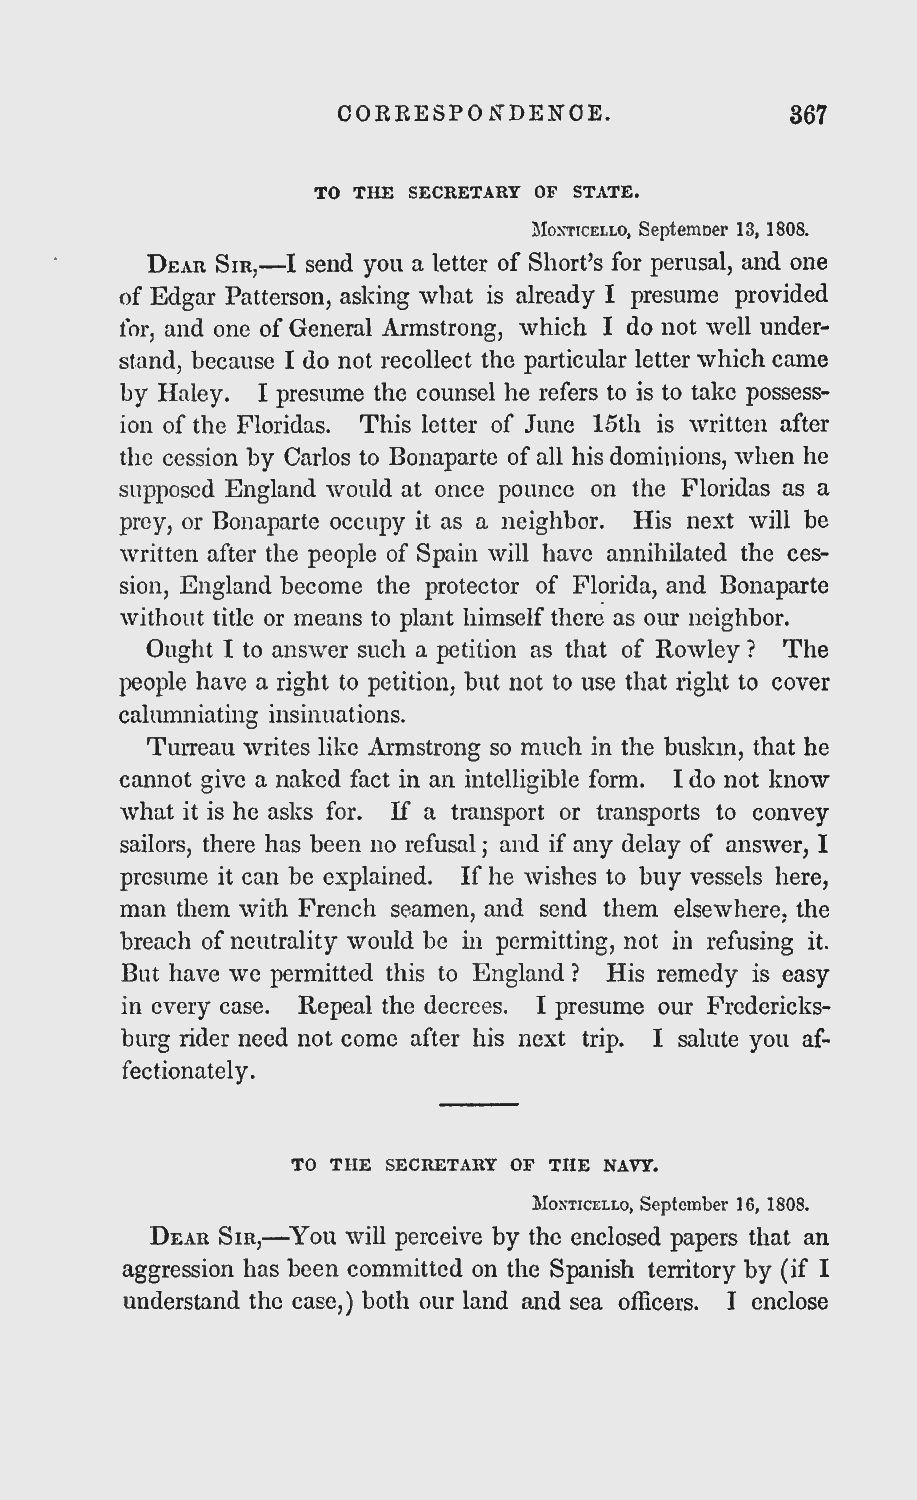 CORRESPONDENCE. 367
TO THE SECRETARY OF STATE.
Monticello, September 13, 1808.
Dear Sir,—I send you a letter of Short's for perusal, and one
of Edgar Patterson, asking what is already I presume provided
for, and one of General Armstrong, which I do not well under-
stand, because I do not recollect the particular letter which came
by Haley. I presume the counsel he refers to is to take possess-
ion of the Floridas. This letter of June 15th is written after
the cession by Carlos to Bonaparte of all his dominions, when he
supposed England would at once pounce on the Floridas as a
prey, or Bonaparte occupy it as a neighbor. His next will be
written after the people of Spain will have annihilated the ces-
sion, England become the protector of Florida, and Bonaparte
without title or means to plant himself there as our neighbor.
Ought I to answer such a petition as that of Rowley? The
people have a right to petition, but not to use that right to cover
calumniating insinuations.
Turreau writes like Armstrong so much in the buskin, that he
cannot give a naked fact in an intelligible form. I do not know
what it is he asks for. If a transport or transports to convey
sailors, there has been no refusal; and if any delay of answer, I
presume it can be explained. If he wishes to buy vessels here,
man them with French seamen, and send them elsewhere, the
breach of neutrality would be in permitting, not in refusing it.
But have we permitted this to England? His remedy is easy
in every case. Repeal the decrees. I presume our Fredericks-
burg rider need not come after his next trip. I salute you af-
fectionately.
TO THE SECRETARY OF THE NAVY.
Monticello, September 16, 1808.
Dear Sir,—You will perceive by the enclosed papers that an
aggression has been committed on the Spanish territory by (if I
understand the case,) both our land and sea officers. I enclose